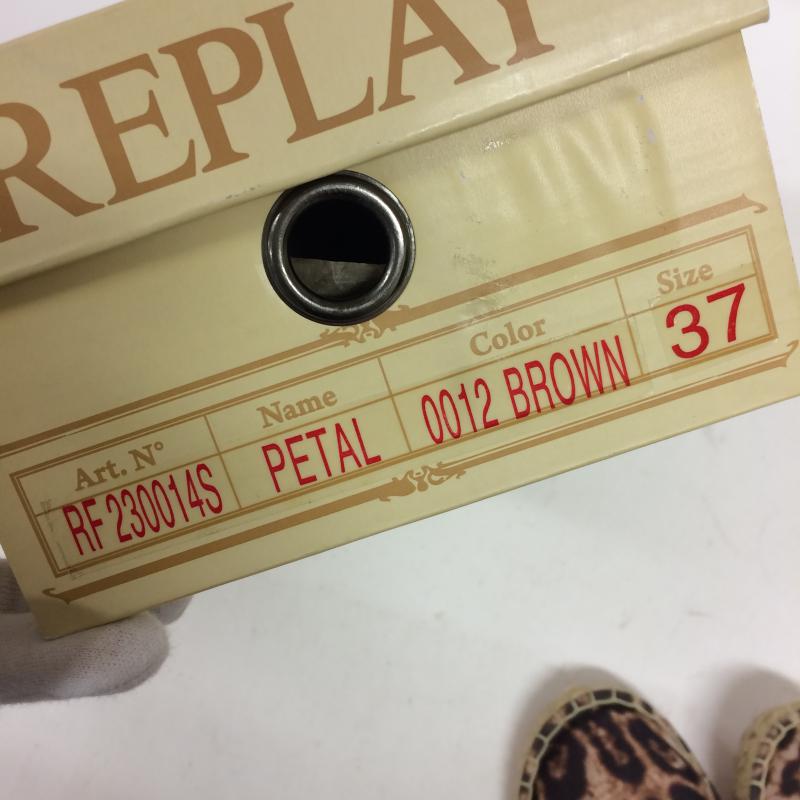 REPLAY
Art. N° Name Color Size
RF 230014S PETAL 0012 BROWN 37